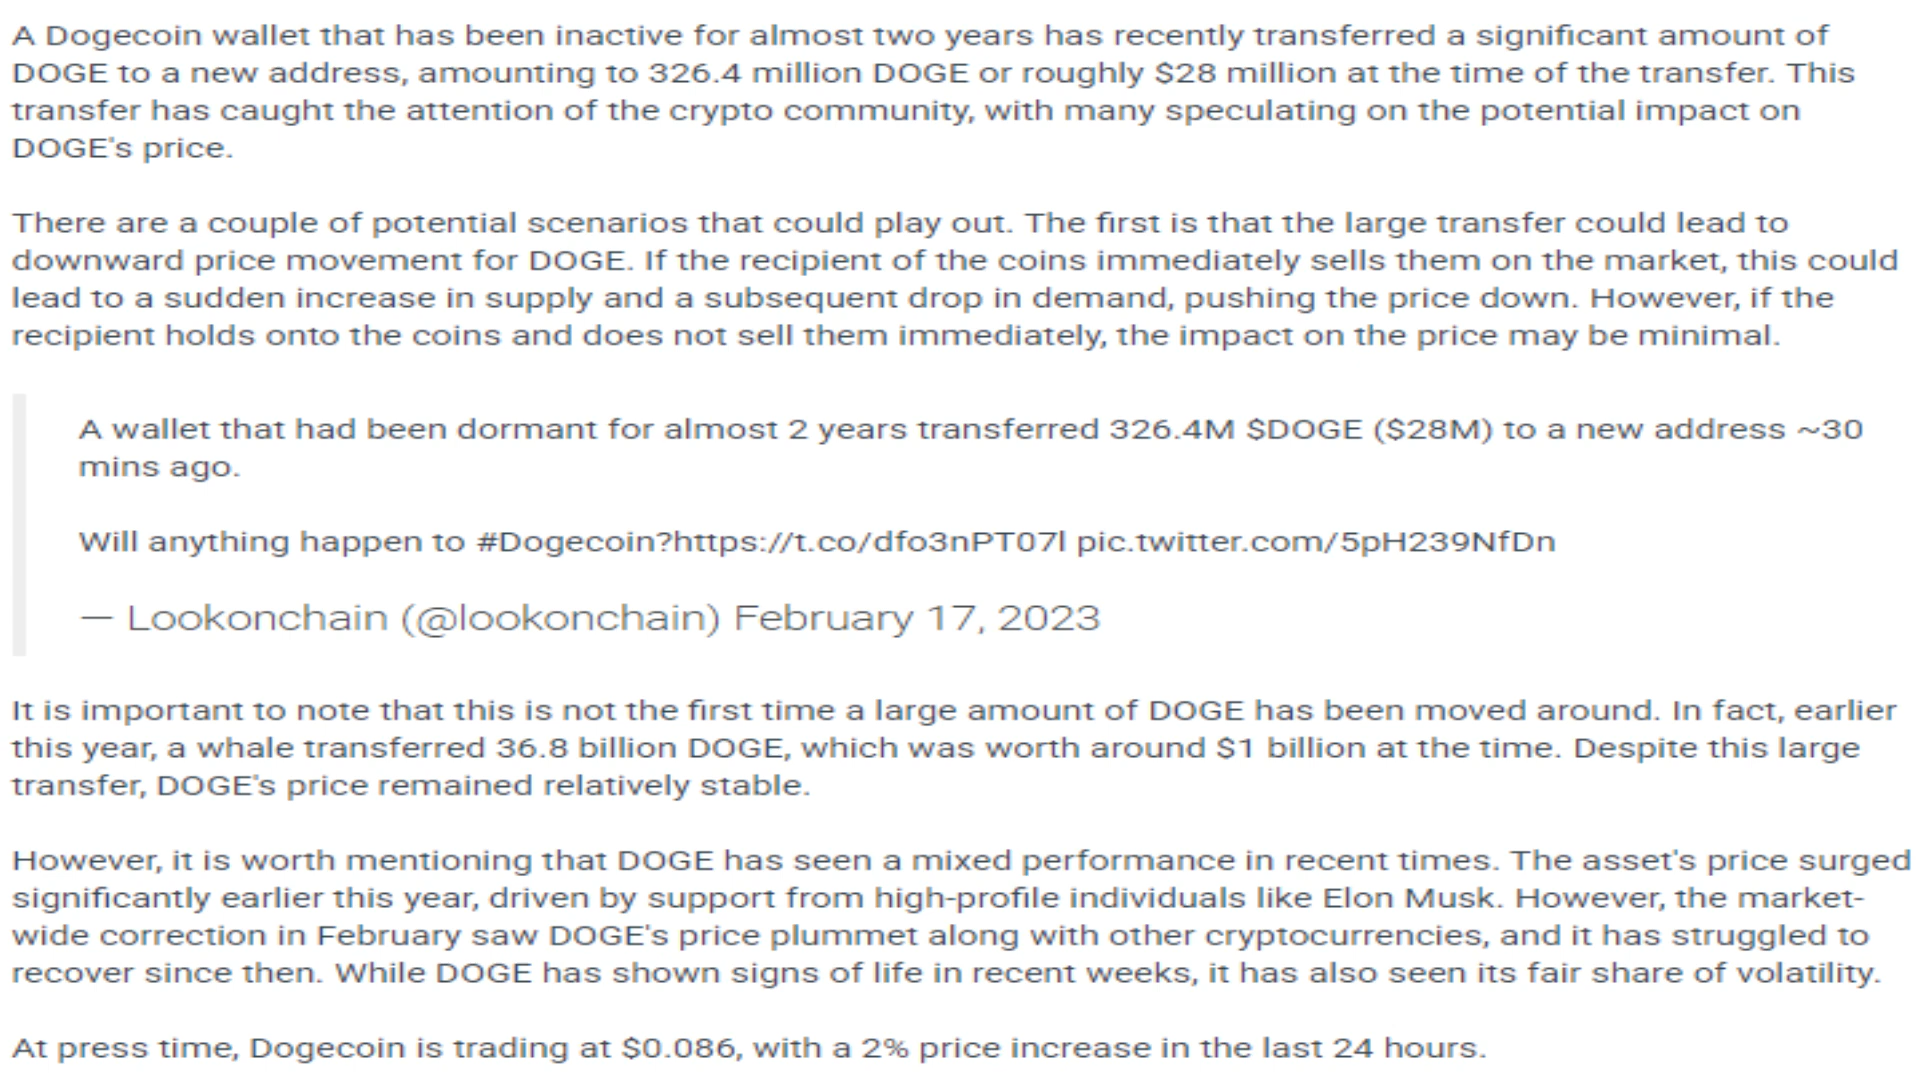 A Dogecoin wallet that has been inactive for almost two years has recently transferred a significant amount of
DOGE to a new address, amounting to 326.4 million DOGE or roughly $28 million at the time of the transfer. This
transfer has caught the attention of the crypto community, with many speculating on the potential impact on
DOGE's price.
There are a couple of potential scenarios that could play out. The first is that the large transfer could lead to
downward price movement for DOGE. If the recipient of the coins immediately sells them on the market, this could
lead to a sudden increase in supply and a subsequent drop in demand, pushing the price down. However, if the
recipient holds onto the coins and does not sell them immediately, the impact on the price may be minimal.
A wallet that had been dormant for almost 2 years transferred 326.4M $DOGE ($28M) to a new address ~30
mins ago.
Will anything happen to #Dogecoin?https://t.co/dfo3nPT07l pic.twitter.com/5pH239NfDn
— Lookonchain (@lookonchain) February 17, 2023
It is important to note that this is not the first time a large amount of DOGE has been moved around. In fact, earlier
this year, a whale transferred 36.8 billion DOGE, which was worth around $1 billion at the time. Despite this large
transfer, DOGE's price remained relatively stable.
However, it is worth mentioning that DOGE has seen a mixed performance in recent times. The asset's price surged
significantly earlier this year, driven by support from high-profile individuals like Elon Musk. However, the market-
wide correction in February saw DOGE's price plummet along with other cryptocurrencies, and it has struggled to
recover since then. While DOGE has shown signs of life in recent weeks, it has also seen its fair share of volatility.
At press time, Dogecoin is trading at $0.086, with a 2% price increase in the last 24 hours.